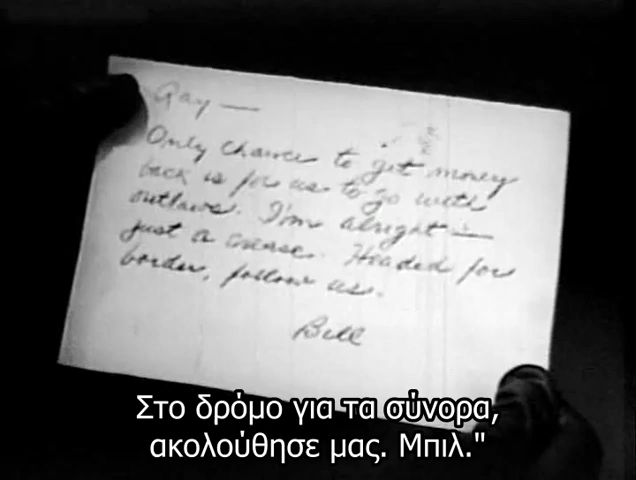 Ray —
Only chance to get money
back is for us to go with
outlaws. I'm alright —
just a crease. Headed for
border, follow us.
Bill
Στο δρόμο για τα σύνορα,
ακολούθησε μας. Μπιλ."